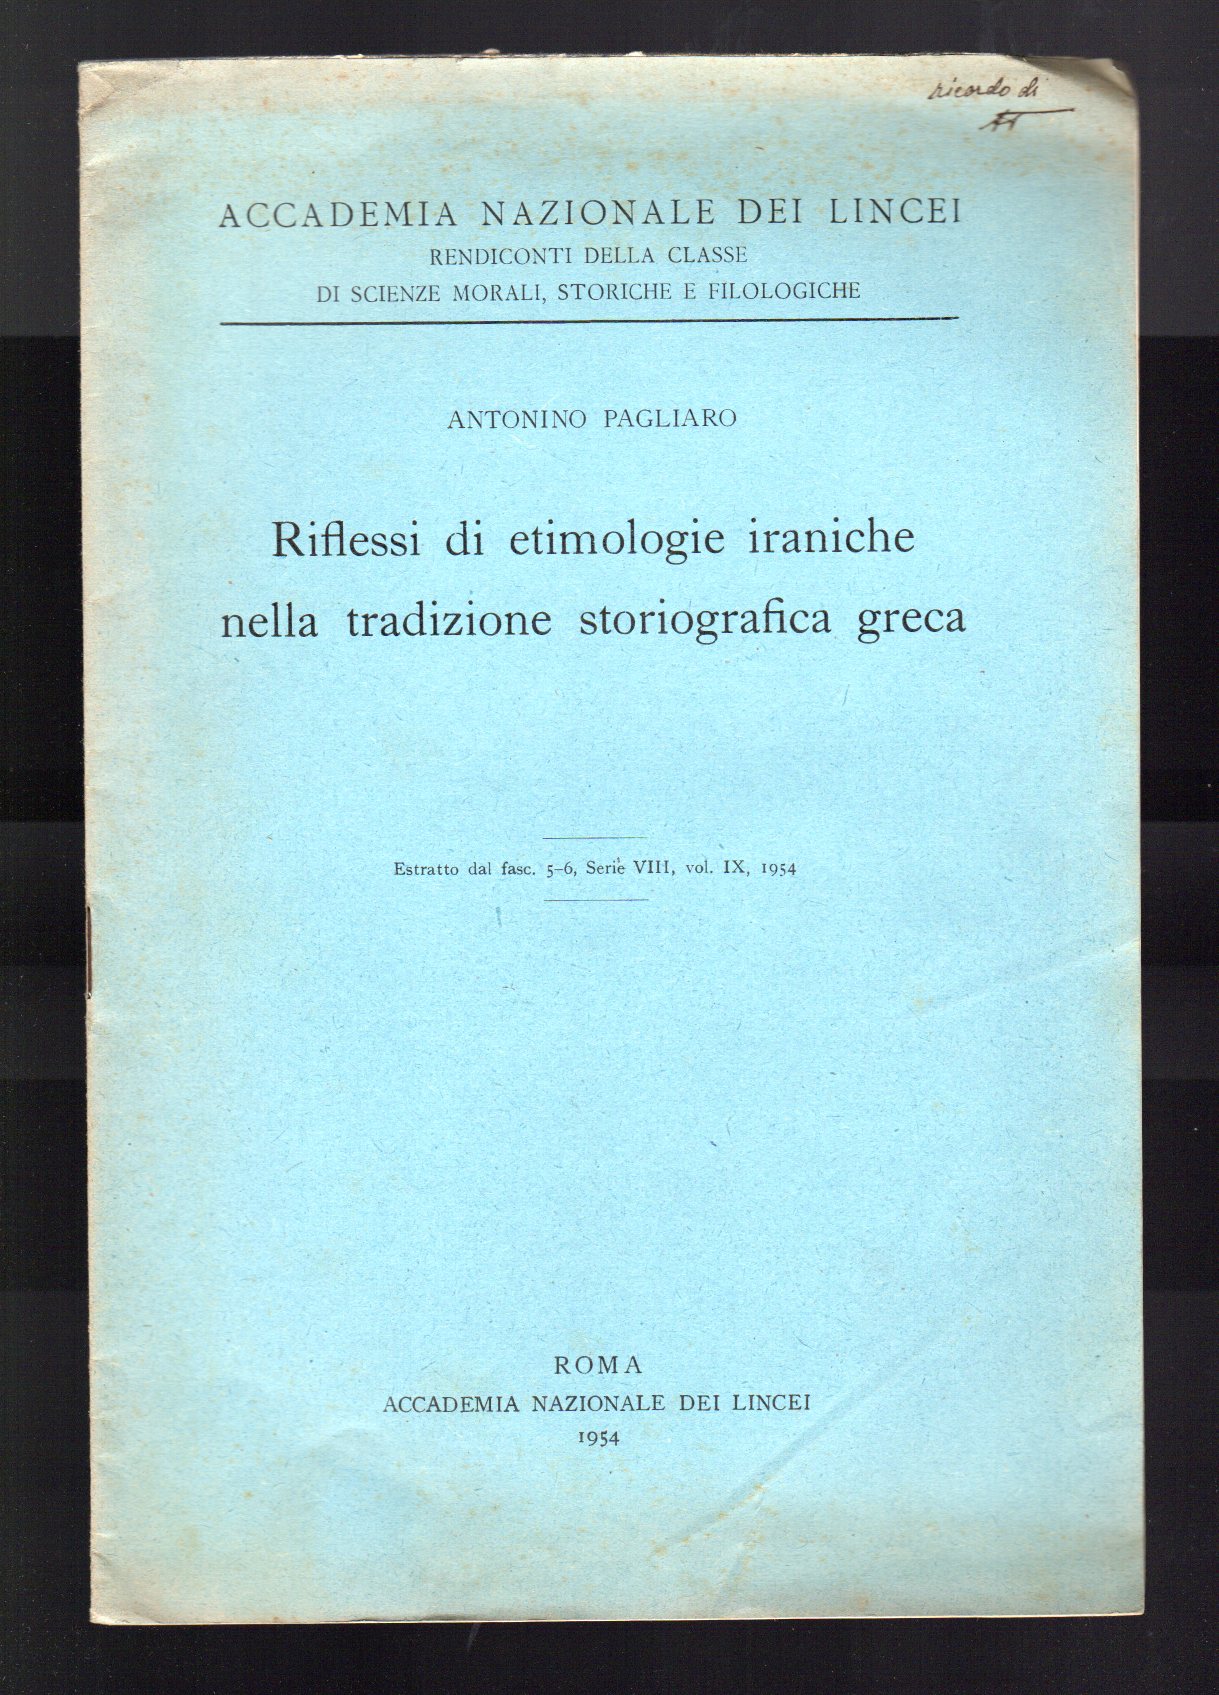 ricordo di
ACCADEMIA NAZIONALE DEI LINCEI
RENDICONTI DELLA CLASSE
DI SCIENZE MORALI, STORICHE E FILOLOGICHE
ANTONINO PAGLIARO
Riflessi di etimologie iraniche
nella tradizione storiografica greca
Estratto dal fasc. 5-6, Serie VIII, vol. IX, 1954
ROMA
ACCADEMIA NAZIONALE DEI LINCEI
1954